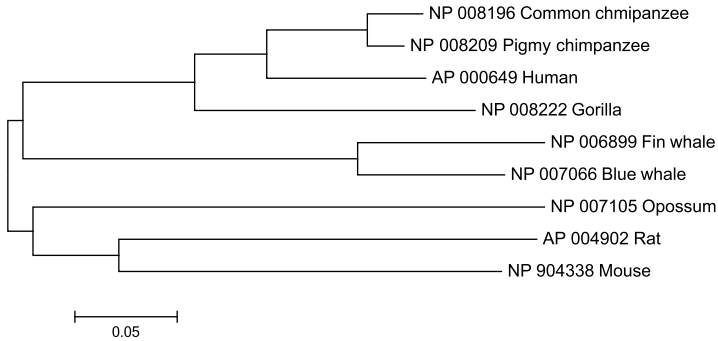 NP 008196 Common chmipanzee
NP 008209 Pigmy chimpanzee
AP 000649 Human
NP 008222 Gorilla
NP 006899 Fin whale
NP 007066 Blue whale
NP 007105 Opossum
AP 004902 Rat
NP 904338 Mouse
0.05